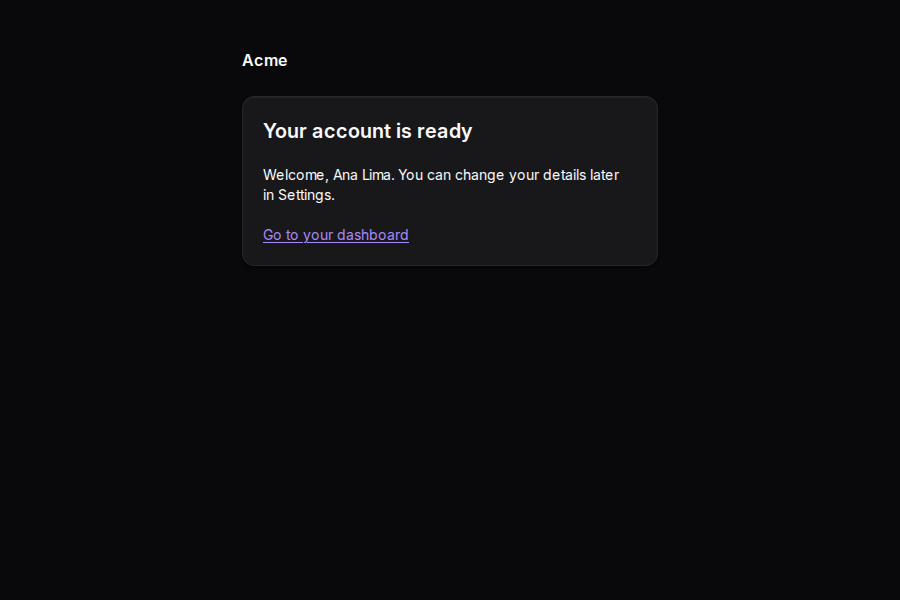 Acme
Your account is ready
Welcome, Ana Lima. You can change your details later
in Settings.
Go to your dashboard